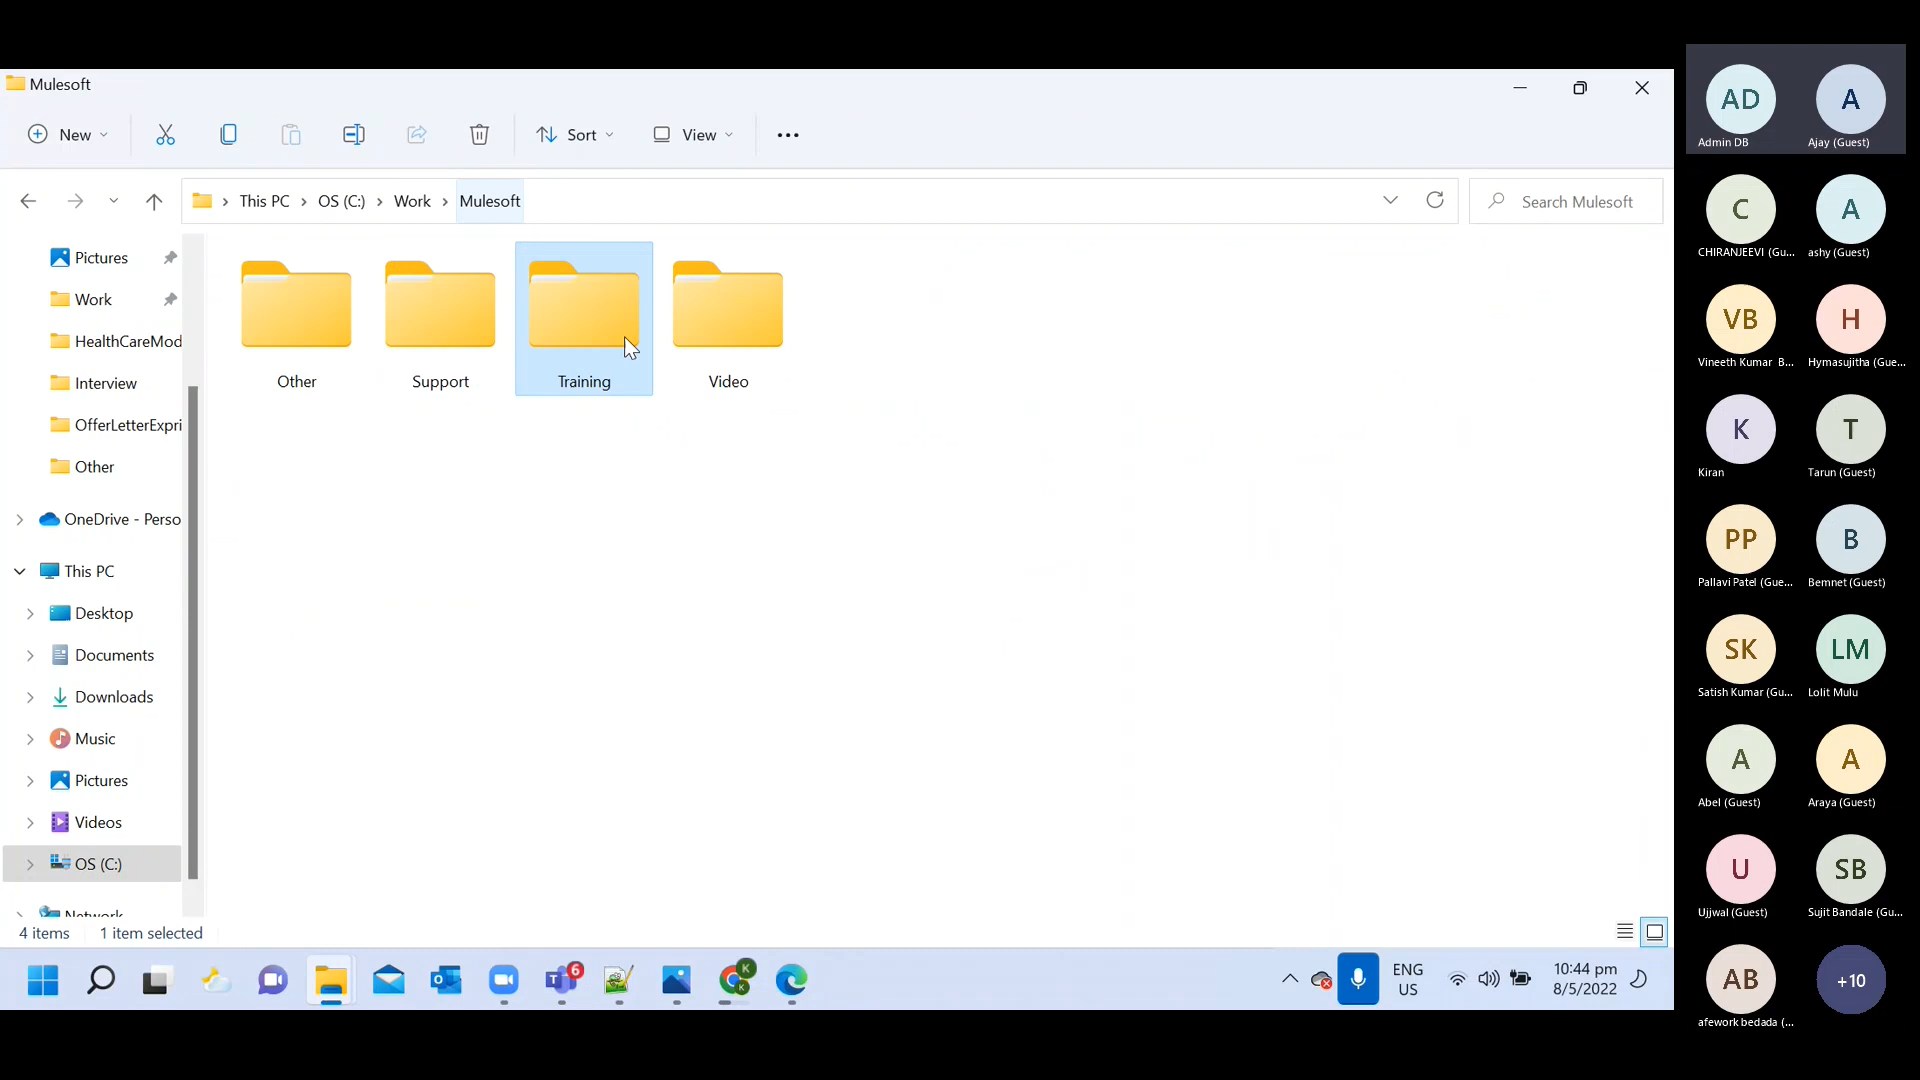 Mulesoft
New
Sort
View
This PC
OS (C:)
Work
Mulesoft
Search Mulesoft
Pictures
Work
HealthCareMod
Interview
OfferLetterExpri
Other
OneDrive - Perso
This PC
Desktop
Documents
Downloads
Music
Pictures
Videos
OS (C:)
Network
Other
Support
Training
Video
4 items
1 item selected
6
K
ENG
US
10:44 pm
8/5/2022
AD
Admin DB
A
Ajay (Guest)
C
CHIRANJEEVI (Gu...
A
ashy (Guest)
VB
Vineeth Kumar B...
H
Hymasujitha (Gue...
K
Kiran
T
Tarun (Guest)
PP
Pallavi Patel (Gue...
B
Bemnet (Guest)
SK
Satish Kumar (Gu...
LM
Lolit Mulu
A
Abel (Guest)
A
Araya (Guest)
U
Ujjwal (Guest)
SB
Sujit Bandale (Gu...
AB
afework bedada (...
+10